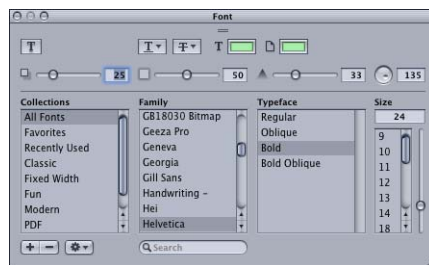 Font
T T T T
25 50 33 135
Collections Family Typeface Size
All Fonts GB18030 Bitmap Regular 24
Favorites Geeza Pro Oblique 9
Recently Used Geneva Bold 10
Classic Georgia Bold Oblique 11
Fixed Width Gill Sans 12
Fun Handwriting – 13
Modern Hei 14
PDF Helvetica 18
Search